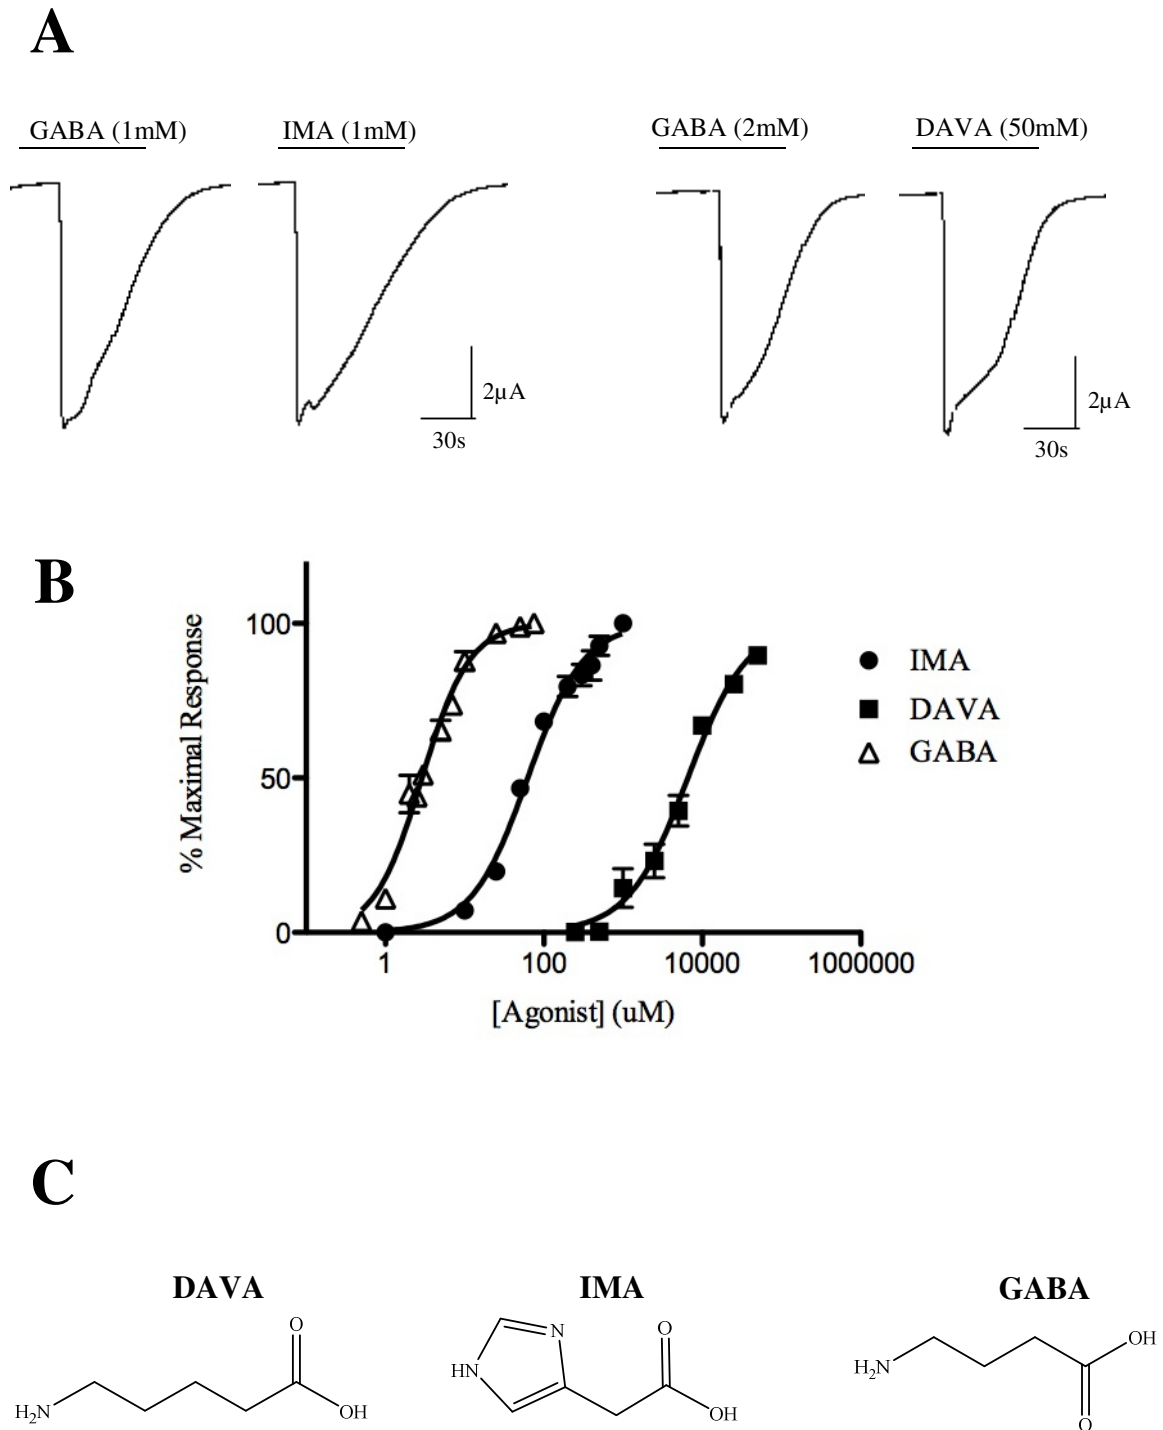 A
GABA (1mM)
IMA (1mM)
GABA (2mM)
DAVA (50mM)
2µA
30s
2µA
30s
B
% Maximal Response
100
50
0
1
100
10000
1000000
[Agonist] (uM)
IMA
DAVA
GABA
C
DAVA
IMA
GABA
H2N
O
OH
HN
N
O
OH
H2N
OH
O